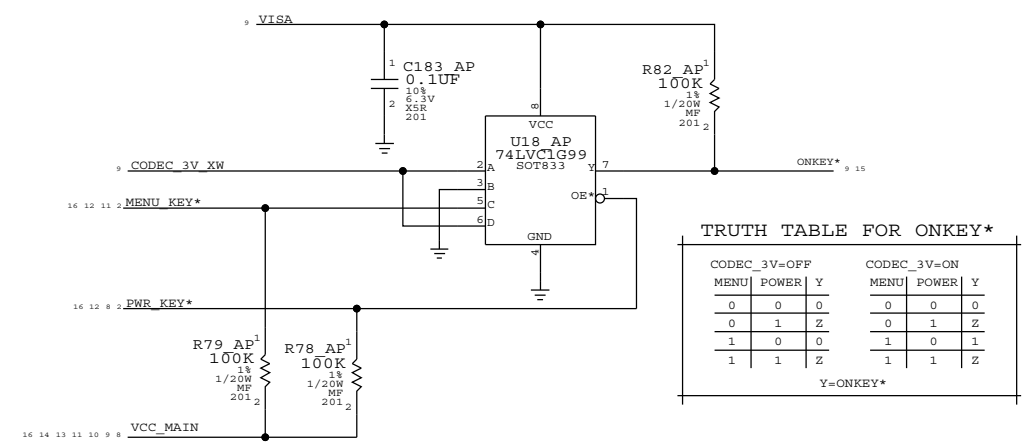 9 VISA
1 C183_AP
0.1UF
10%
6.3V
2 X5R
201
R82_AP 1
100K
1%
1/20W
MF
201 2
8
VCC
U18_AP
74LVC1G99
SOT833
9 CODEC_3V_XW
2 A
Y 7
ONKEY* 9 15
3 B
OE* 1
16 12 11 2 MENU_KEY*
5 C
6 D
GND
4
16 12 8 2 PWR_KEY*
R79_AP 1
100K
1%
1/20W
MF
201 2
R78_AP 1
100K
1%
1/20W
MF
201 2
16 14 13 11 10 9 8 VCC_MAIN
TRUTH TABLE FOR ONKEY*
CODEC_3V=OFF
MENU POWER Y
0 0 0
0 1 Z
1 0 0
1 1 Z
CODEC_3V=ON
MENU POWER Y
0 0 0
0 1 Z
1 0 1
1 1 Z
Y=ONKEY*